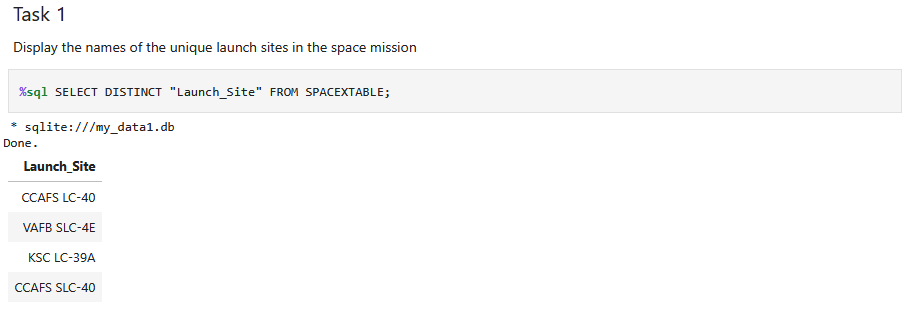 Task 1
Display the names of the unique launch sites in the space mission
%sql SELECT DISTINCT "Launch_Site" FROM SPACEXTABLE;
* sqlite:///my_data1.db
Done.
Launch_Site
CCAFS LC-40
VAFB SLC-4E
KSC LC-39A
CCAFS SLC-40